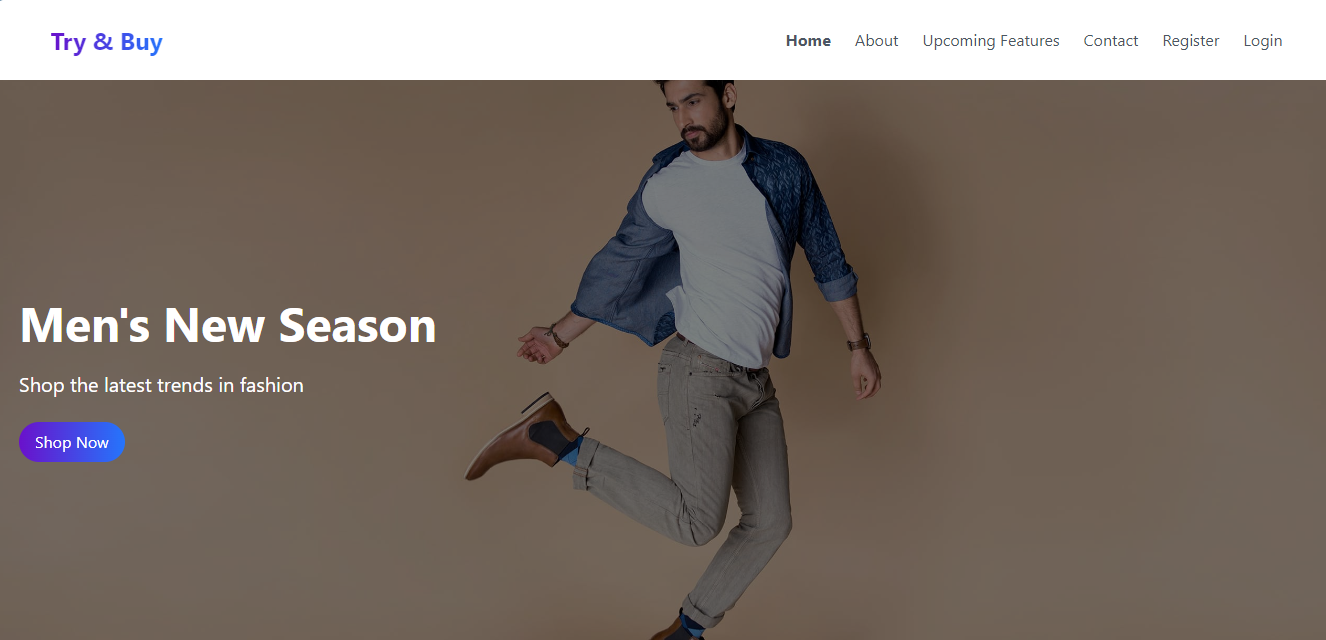 Try & Buy
Home About Upcoming Features Contact Register Login
Men's New Season
Shop the latest trends in fashion
Shop Now